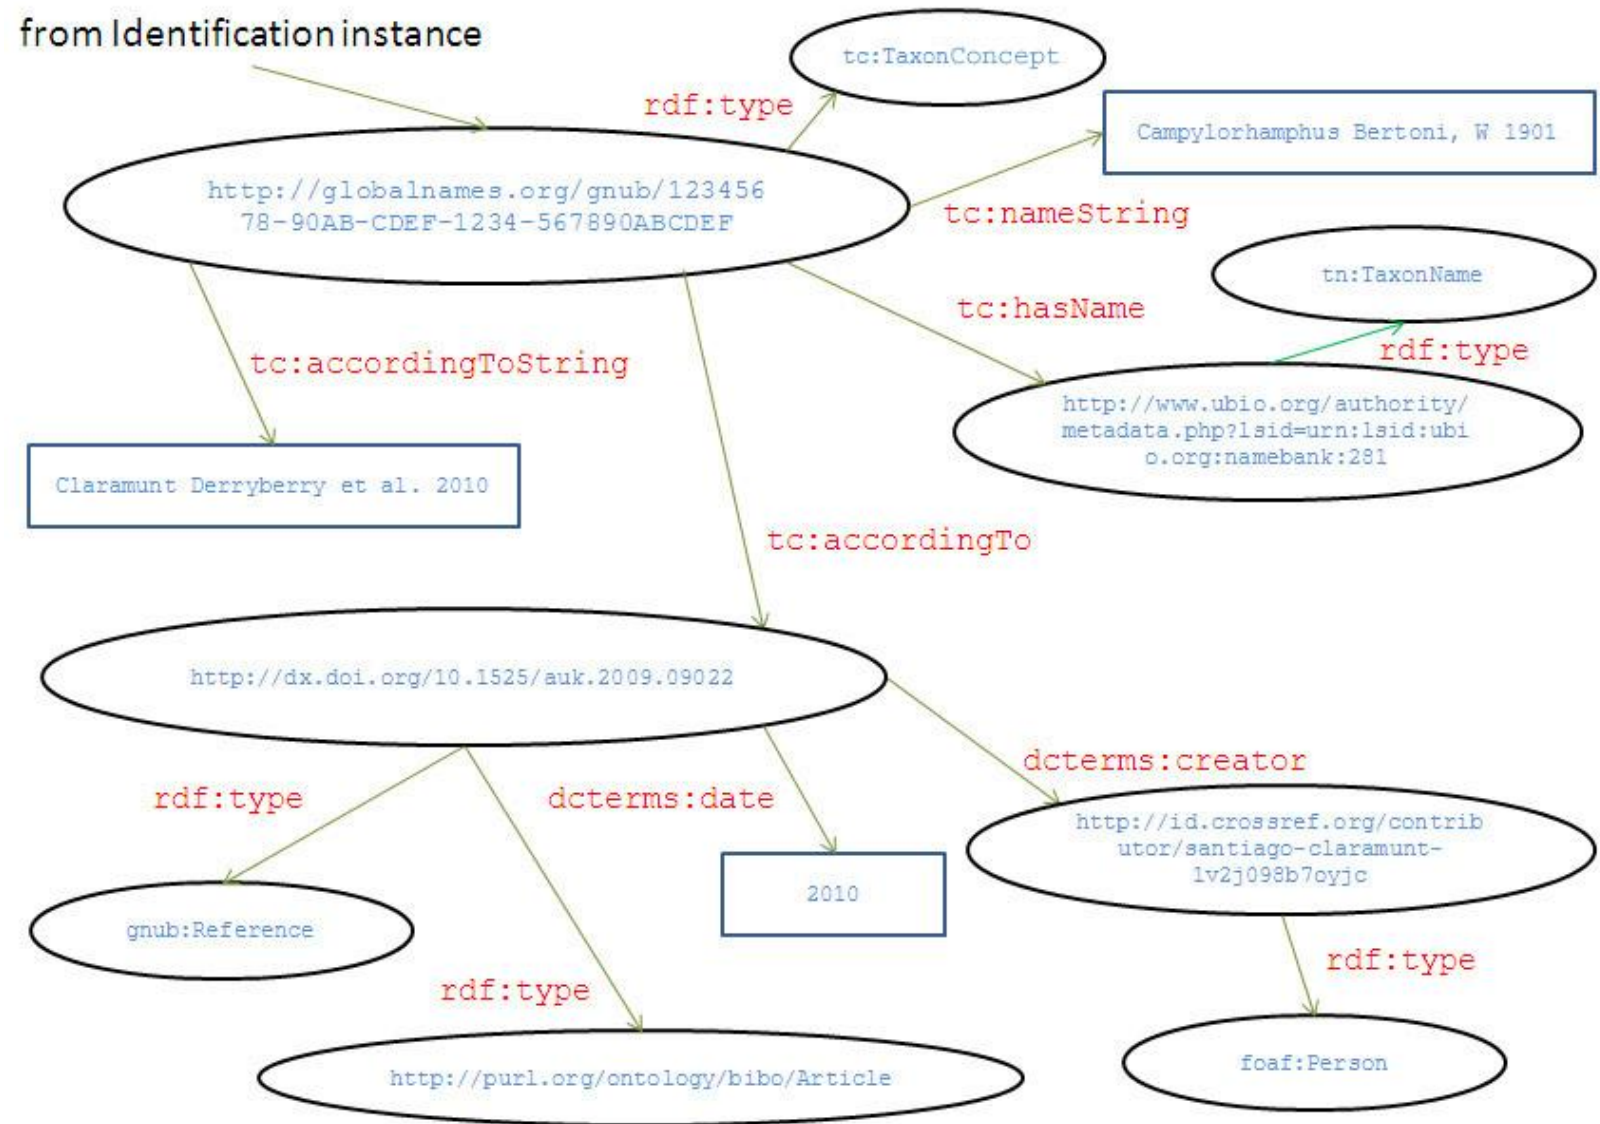 from Identification instance
tc:TaxonConcept
rdf:type
Campylorhamphus Bertoni, W 1901
http://globalnames.org/gnub/123456
78-90AB-CDEF-1234-567890ABCDEF
tc:nameString
tn:TaxonName
tc:hasName
rdf:type
tc:accordingToString
http://www.ubio.org/authority/
metadata.php?lsid=urn:lsid:ubi
o.org:namebank:281
Claramunt Derryberry et al. 2010
tc:accordingTo
http://dx.doi.org/10.1525/auk.2009.09022
dcterms:creator
rdf:type
dcterms:date
http://id.crossref.org/contrib
utor/santiago-claramunt-
1v2j098b7oyjc
2010
gnub:Reference
rdf:type
rdf:type
http://purl.org/ontology/bibo/Article
foaf:Person